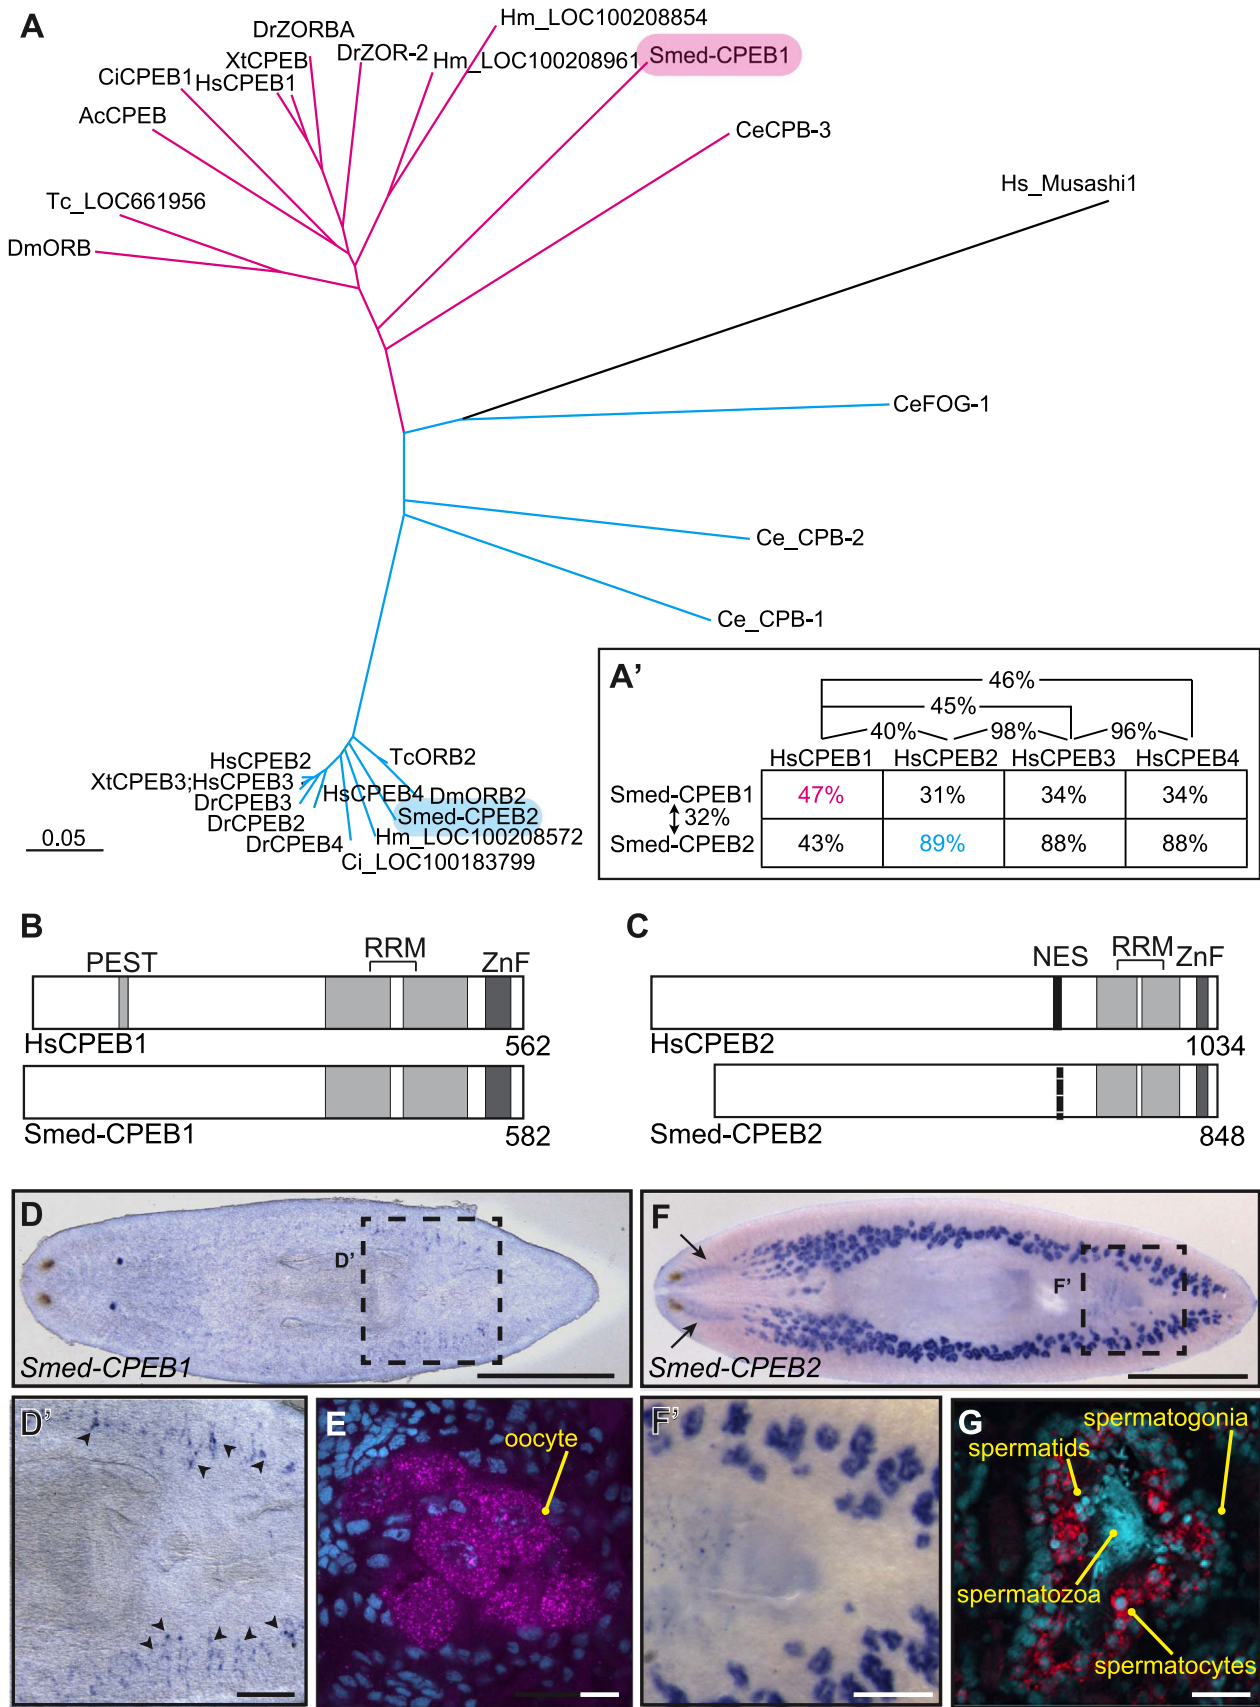 A
DrZORBA
Hm_LOC100208854
XtCPEB
DrZOR-2
Hm_LOC100208961
Smed-CPEB1
CiCPEB1
HsCPEB1
AcCPEB
CeCPB-3
Tc_LOC661956
Hs_Musashi1
DmORB
CeFOG-1
Ce_CPB-2
Ce_CPB-1
HsCPEB2
TcORB2
XtCPEB3;HsCPEB3
HsCPEB4
DmORB2
DrCPEB3
Smed-CPEB2
DrCPEB2
DrCPEB4
Hm_LOC100208572
Ci_LOC100183799
0.05
A'
46%
45%
40% 98% 96%
HsCPEB1 HsCPEB2 HsCPEB3 HsCPEB4
Smed-CPEB1 47% 31% 34% 34%
32%
Smed-CPEB2 43% 89% 88% 88%
B
PEST
RRM
ZnF
HsCPEB1 562
Smed-CPEB1 582
C
NES
RRM
ZnF
HsCPEB2 1034
Smed-CPEB2 848
D
D'
Smed-CPEB1
F
F'
Smed-CPEB2
D'
E
oocyte
F'
G
spermatogonia
spermatids
spermatozoa
spermatocytes